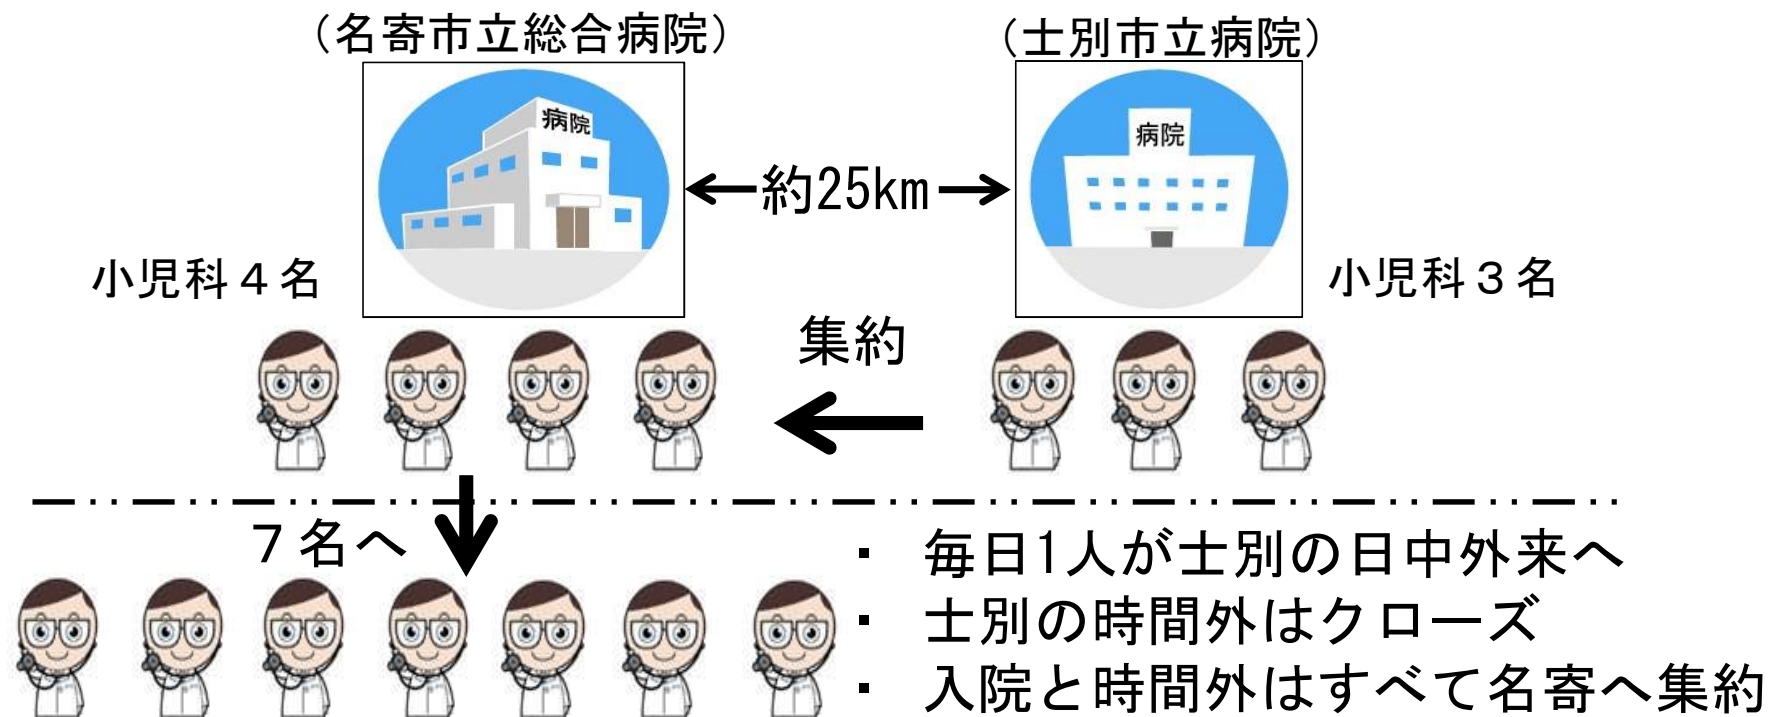 （名寄市立総合病院）
（士別市立病院）
病院
病院
約25km
小児科４名
小児科３名
集約
７名へ
・ 毎日1人が士別の日中外来へ
・ 士別の時間外はクローズ
・ 入院と時間外はすべて名寄へ集約